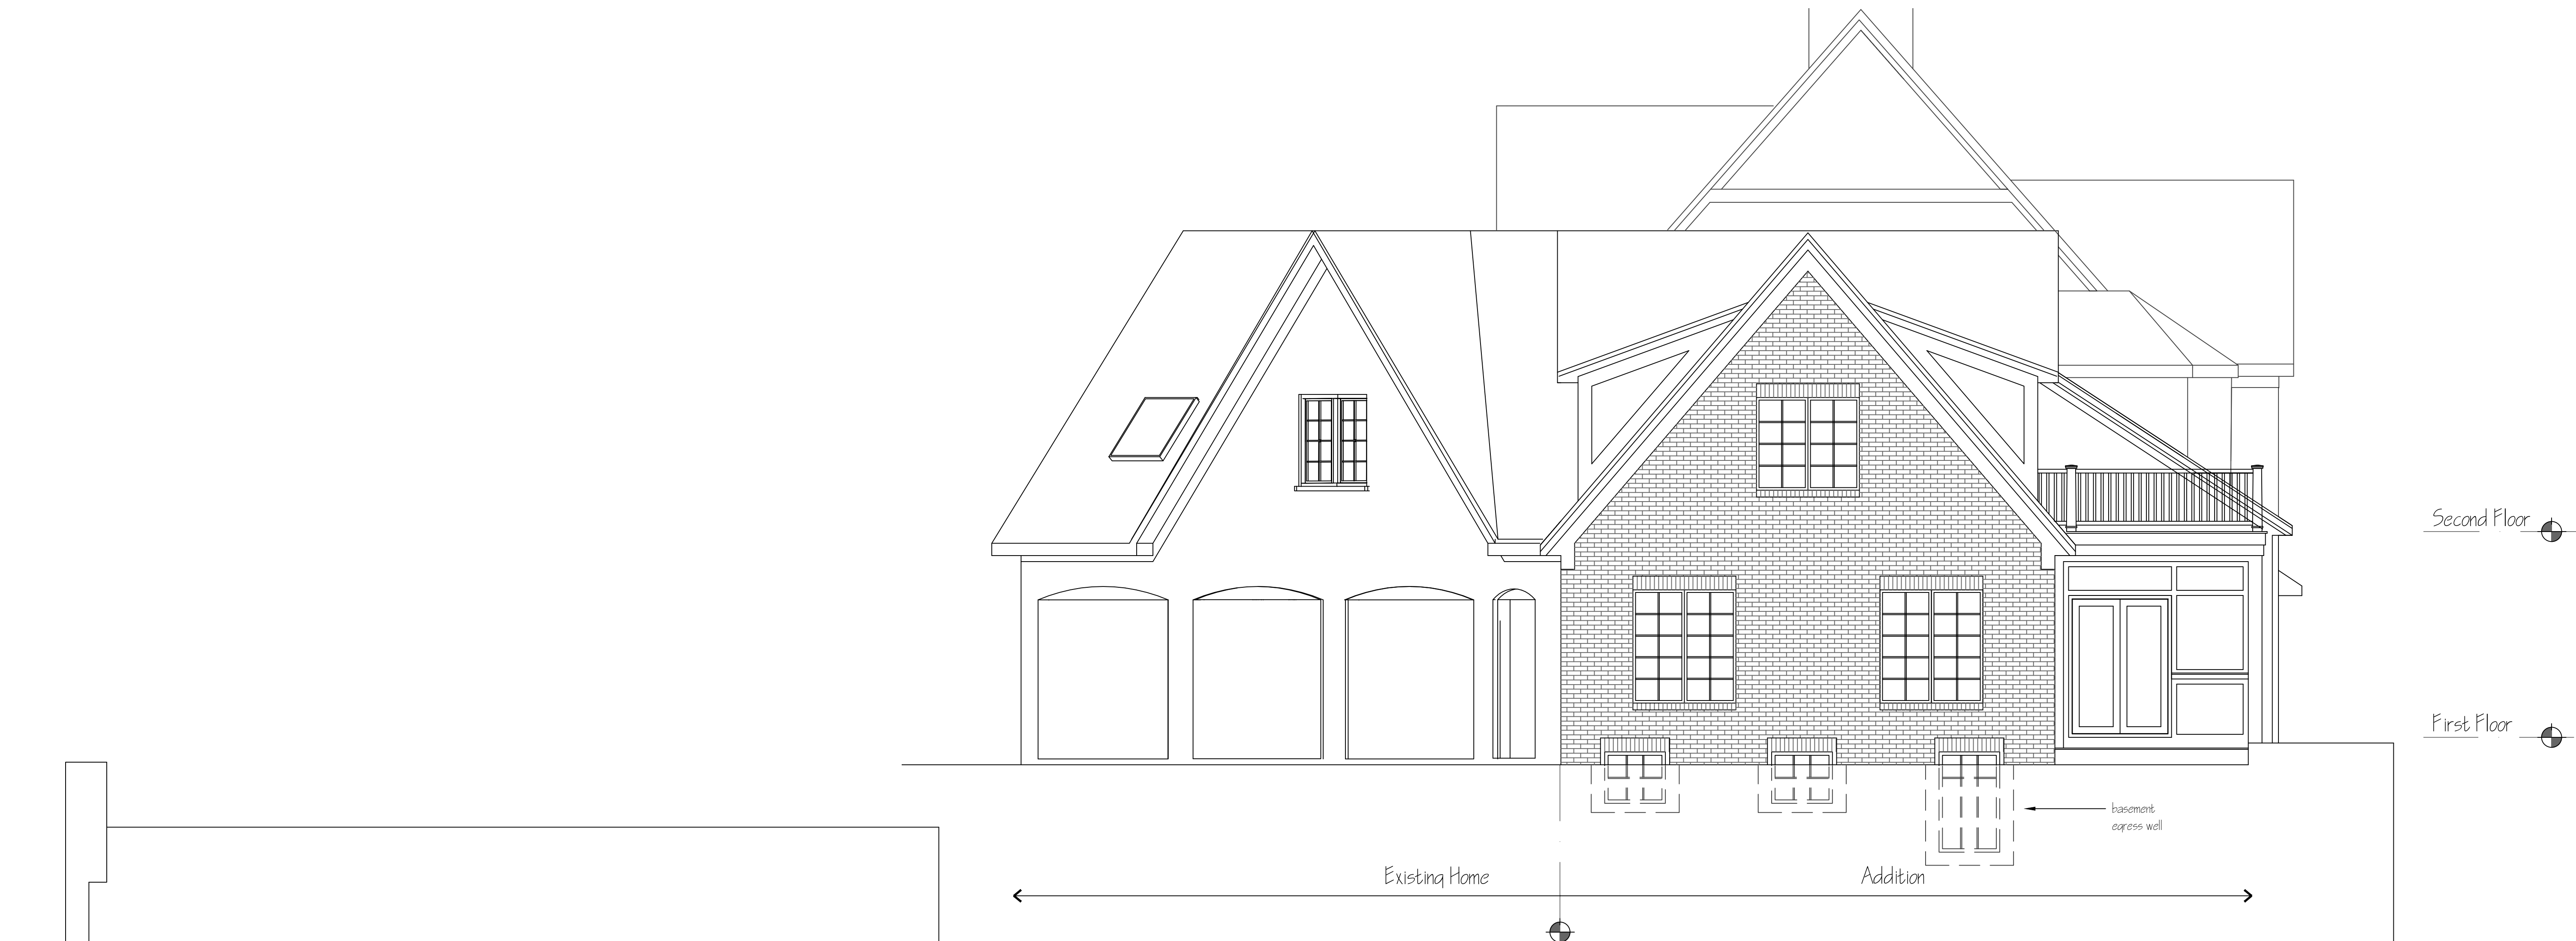 Second Floor
First Floor
basement
egress well
Existing Home
Addition